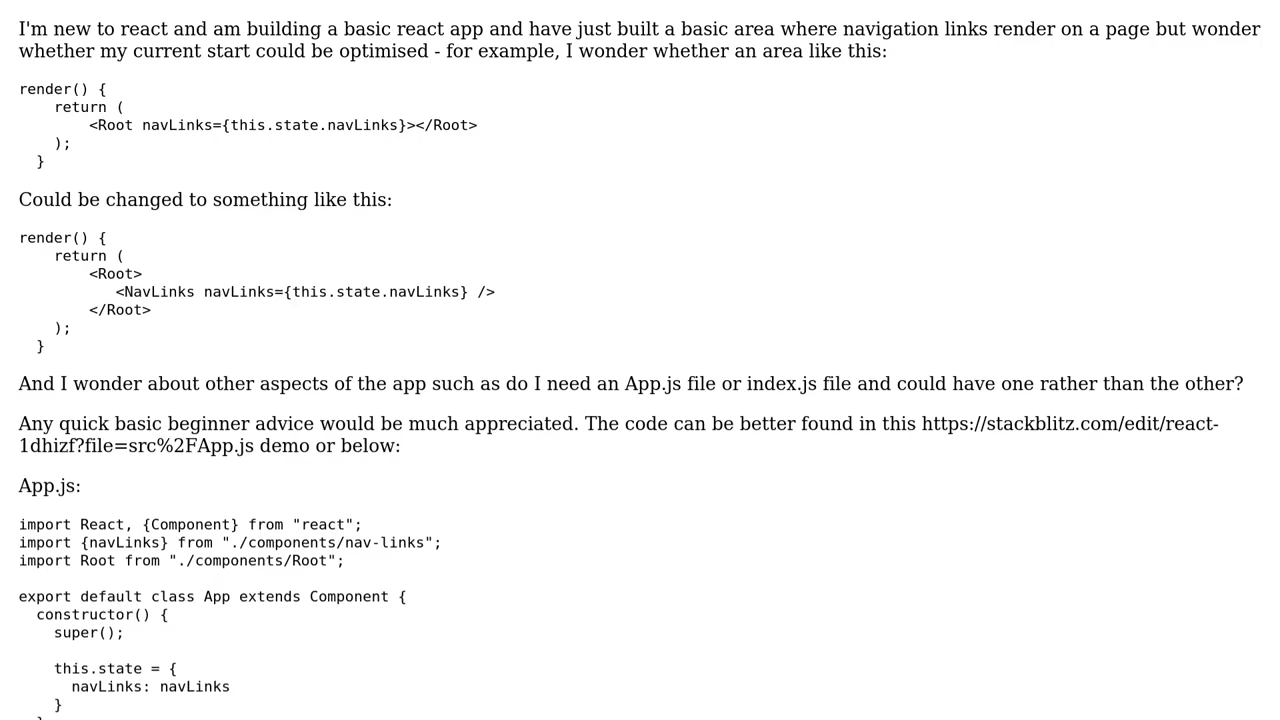 I'm new to react and am building a basic react app and have just built a basic area where navigation links render on a page but wonder
whether my current start could be optimised - for example, I wonder whether an area like this:
render() {
    return (
        <Root navLinks={this.state.navLinks}></Root>
    );
  }
Could be changed to something like this:
render() {
    return (
        <Root>
           <NavLinks navLinks={this.state.navLinks} />
        </Root>
    );
  }
And I wonder about other aspects of the app such as do I need an App.js file or index.js file and could have one rather than the other?
Any quick basic beginner advice would be much appreciated. The code can be better found in this https://stackblitz.com/edit/react-
1dhizf?file=src%2FApp.js demo or below:
App.js:
import React, {Component} from "react";
import {navLinks} from "./components/nav-links";
import Root from "./components/Root";
export default class App extends Component {
  constructor() {
    super();
    this.state = {
      navLinks: navLinks
    }